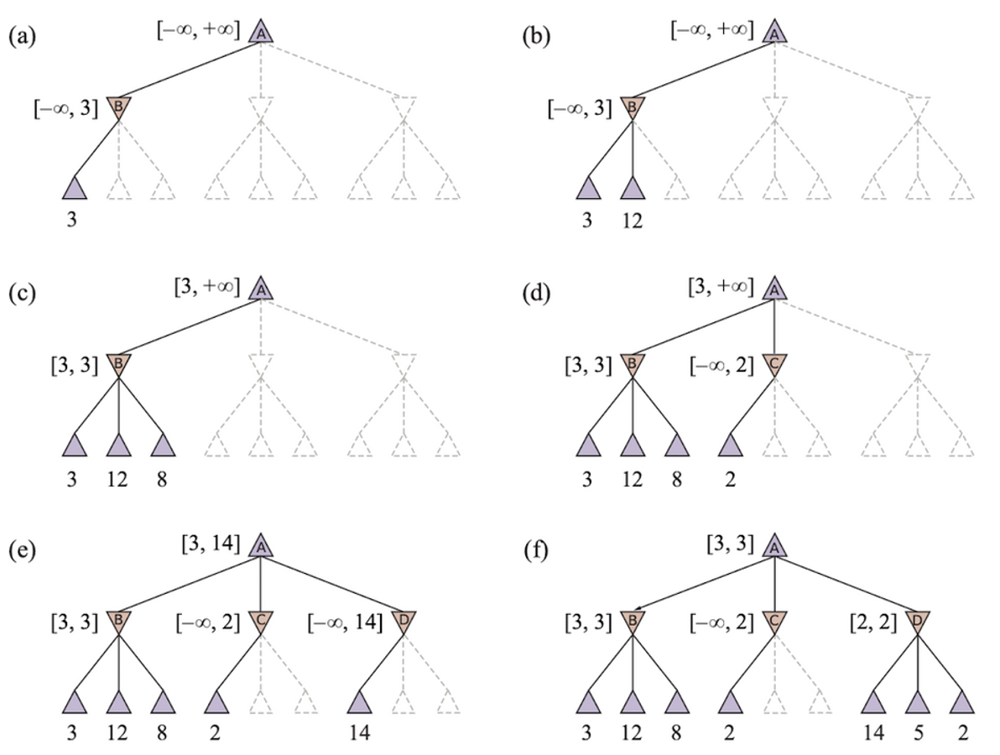 (a) [−∞, +∞] A
[−∞, 3] B
3
(b) [−∞, +∞] A
[−∞, 3] B
3 12
(c) [3, +∞] A
[3, 3] B
3 12 8
(d) [3, +∞] A
[3, 3] B [−∞, 2] C
3 12 8 2
(e) [3, 14] A
[3, 3] B [−∞, 2] C [−∞, 14] D
3 12 8 2 14
(f) [3, 3] A
[3, 3] B [−∞, 2] C [2, 2] D
3 12 8 2 14 5 2